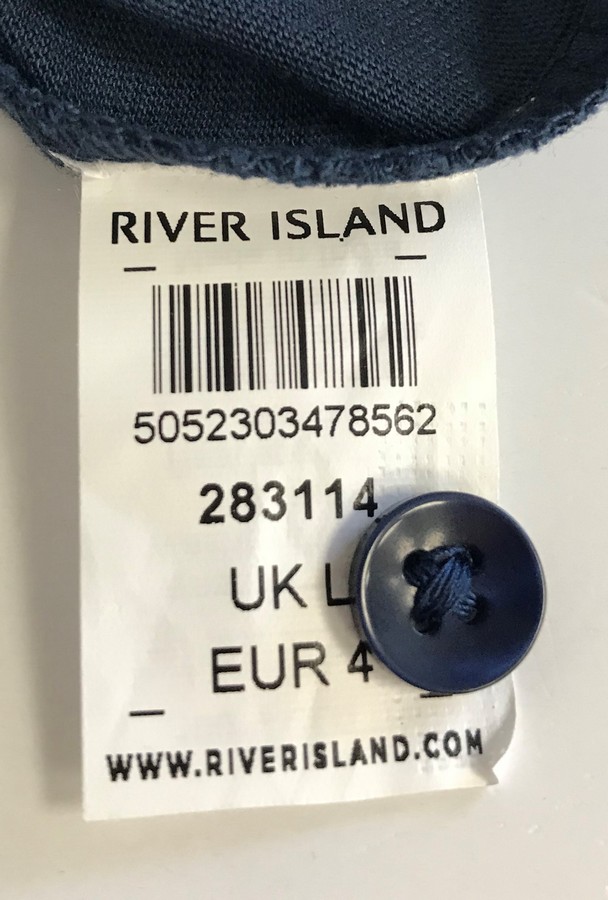 RIVER ISLAND
5052303478562
283114
UK L
EUR 4
WWW.RIVERISLAND.COM